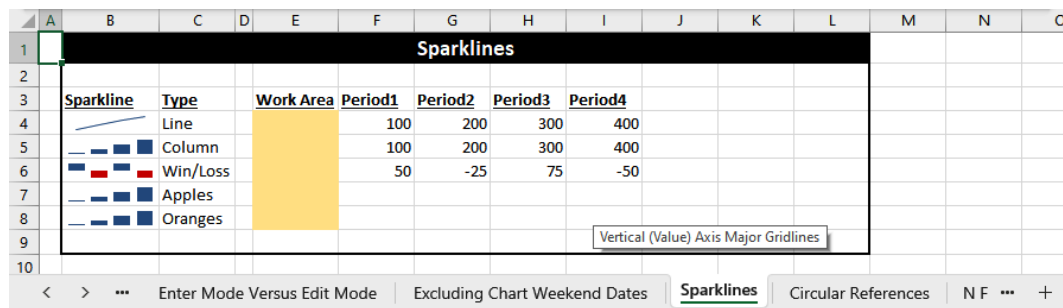 A B C D E F G H I J K L M N
1 Sparklines
2
3 Sparkline Type Work Area Period1 Period2 Period3 Period4
4 Line 100 200 300 400
5 Column 100 200 300 400
6 Win/Loss 50 -25 75 -50
7 Apples
8 Oranges
9 Vertical (Value) Axis Major Gridlines
10
< > ••• Enter Mode Versus Edit Mode Excluding Chart Weekend Dates Sparklines Circular References N F ••• +